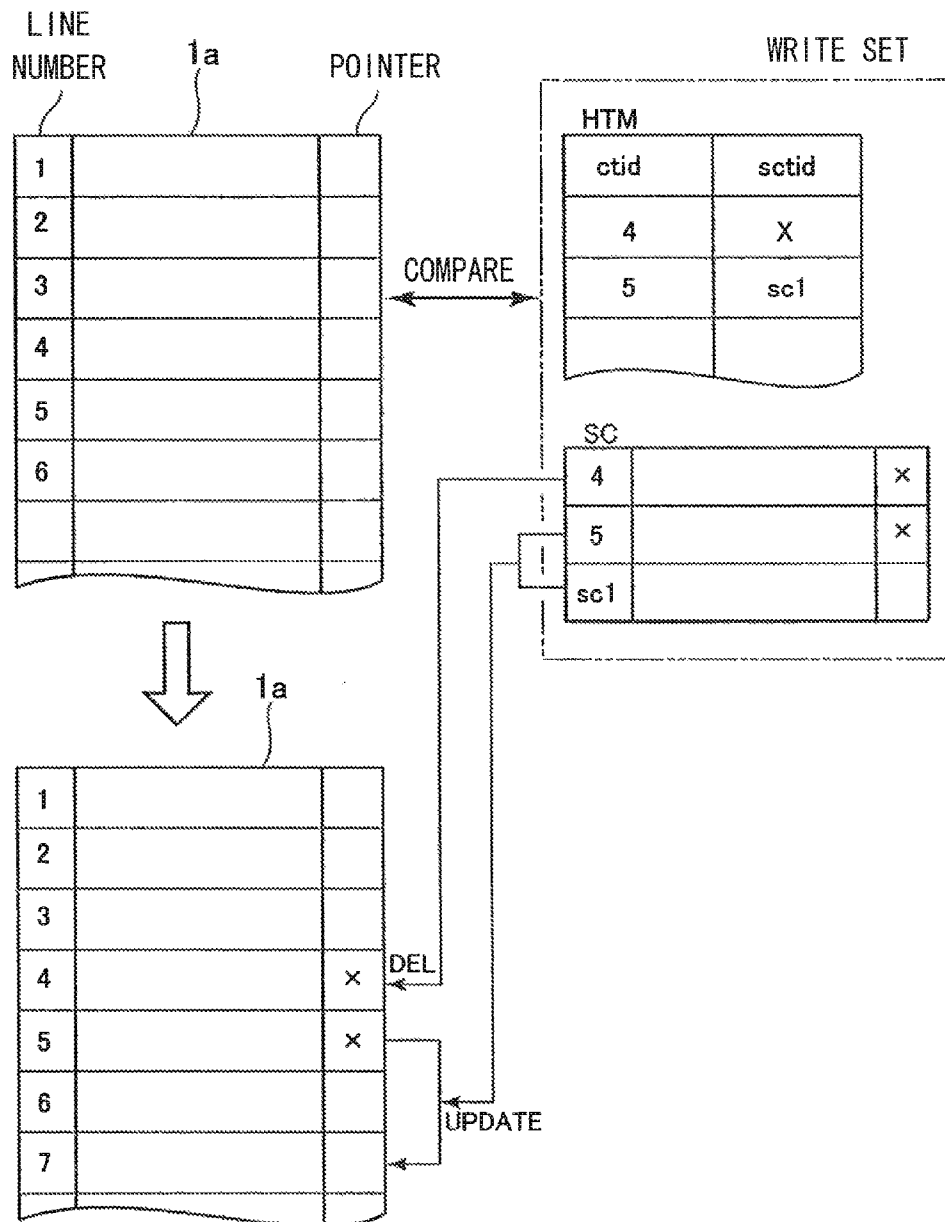 LINE
NUMBER
1a
POINTER
1
2
3
4
5
6
COMPARE
WRITE SET
HTM
ctid sctid
4 X
5 sc1
SC
4 ×
5 ×
sc1
1a
1
2
3
4 ×
5 ×
6
7
DEL
UPDATE